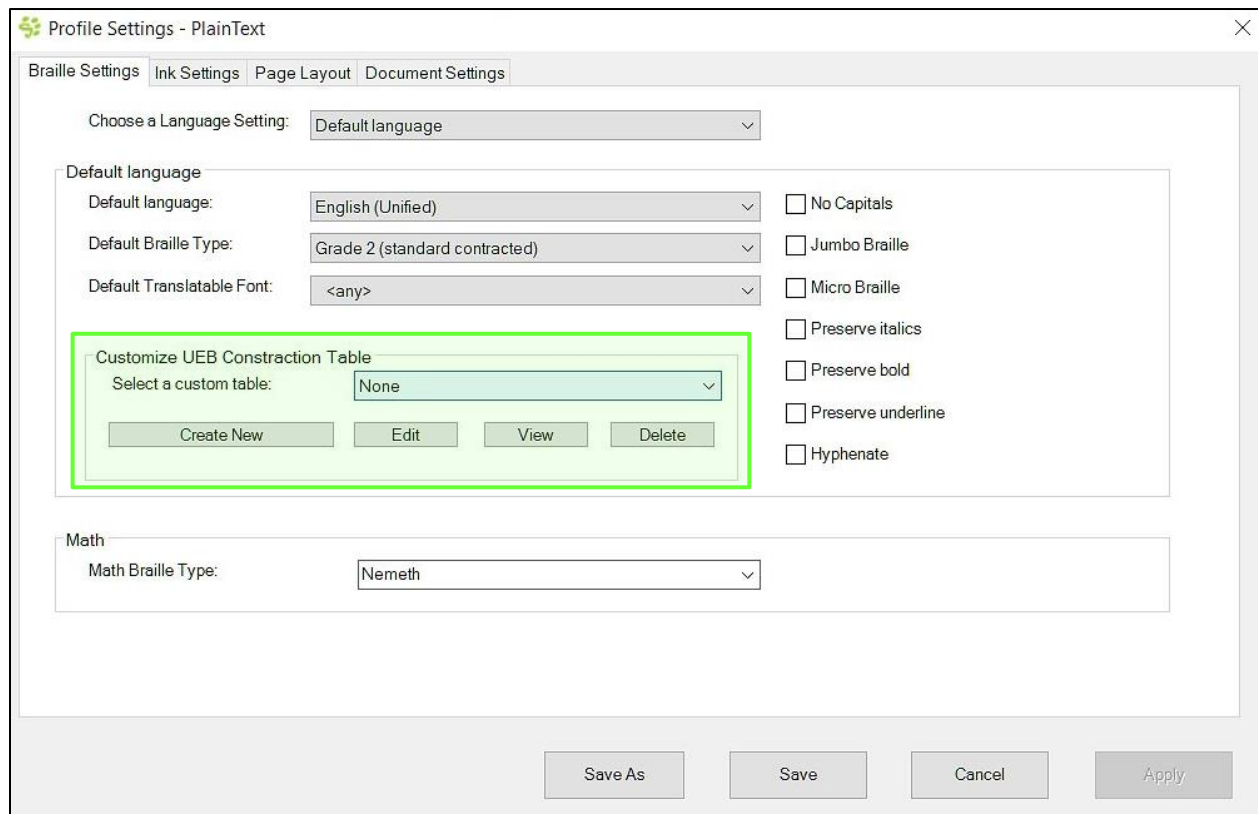 Profile Settings - PlainText
Braille Settings Ink Settings Page Layout Document Settings
Choose a Language Setting: Default language
Default language
Default language: English (Unified) No Capitals
Default Braille Type: Grade 2 (standard contracted) Jumbo Braille
Default Translatable Font: <any> Micro Braille
Preserve italics
Customize UEB Constraction Table
Select a custom table: None Preserve bold
Preserve underline
Create New Edit View Delete
Hyphenate
Math
Math Braille Type: Nemeth
Save As Save Cancel Apply